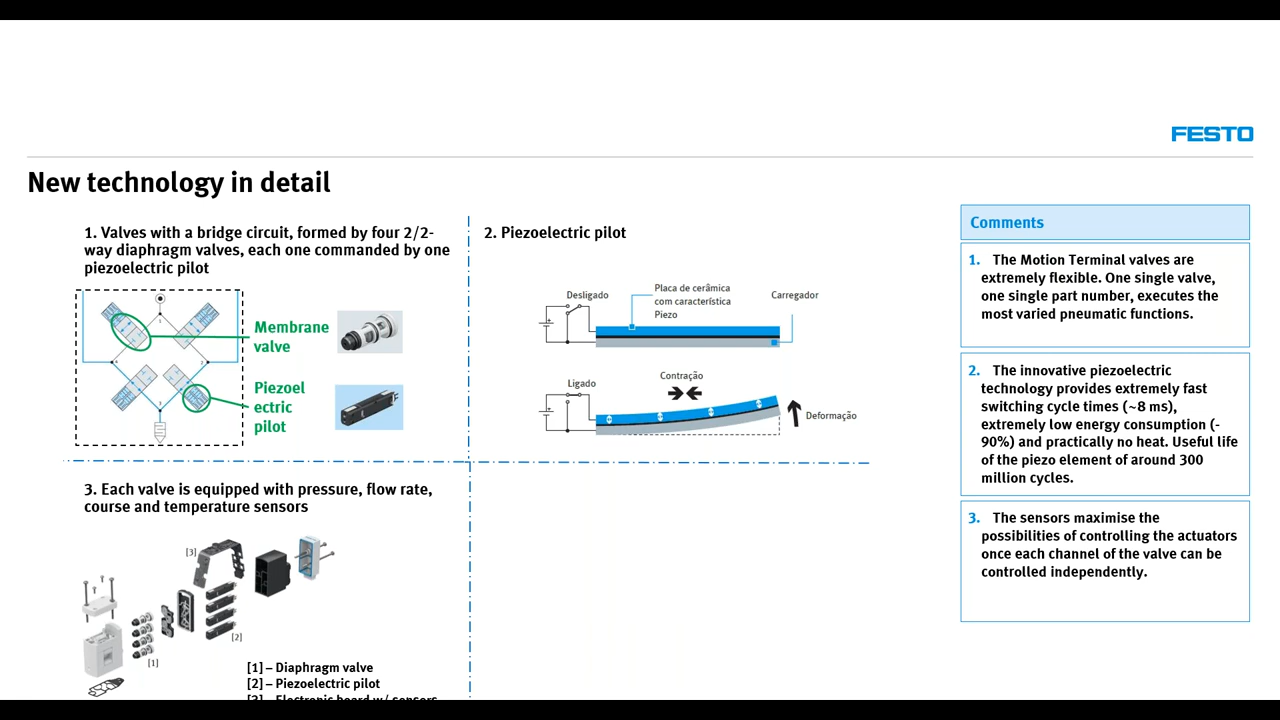 FESTO
New technology in detail
1. Valves with a bridge circuit, formed by four 2/2-
way diaphragm valves, each one commanded by one
piezoelectric pilot
Membrane
valve
Piezoel
ectric
pilot
2. Piezoelectric pilot
Desligado
Placa de cerâmica
com característica
Piezo
Carregador
Ligado
Contração
Deformação
3. Each valve is equipped with pressure, flow rate,
course and temperature sensors
[3]
[2]
[1]
[1] – Diaphragm valve
[2] – Piezoelectric pilot
[3] – Electronic board w/ sensors
Comments
1. The Motion Terminal valves are
extremely flexible. One single valve,
one single part number, executes the
most varied pneumatic functions.
2. The innovative piezoelectric
technology provides extremely fast
switching cycle times (~8 ms),
extremely low energy consumption (-
90%) and practically no heat. Useful life
of the piezo element of around 300
million cycles.
3. The sensors maximise the
possibilities of controlling the actuators
once each channel of the valve can be
controlled independently.